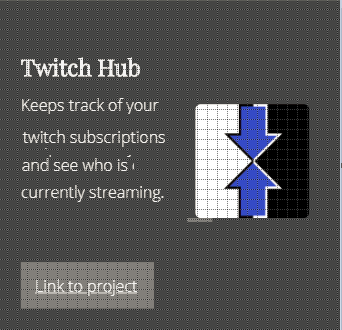 Twitch Hub
Keeps track of your
twitch subscriptions
and see who is
currently streaming.
Link to project